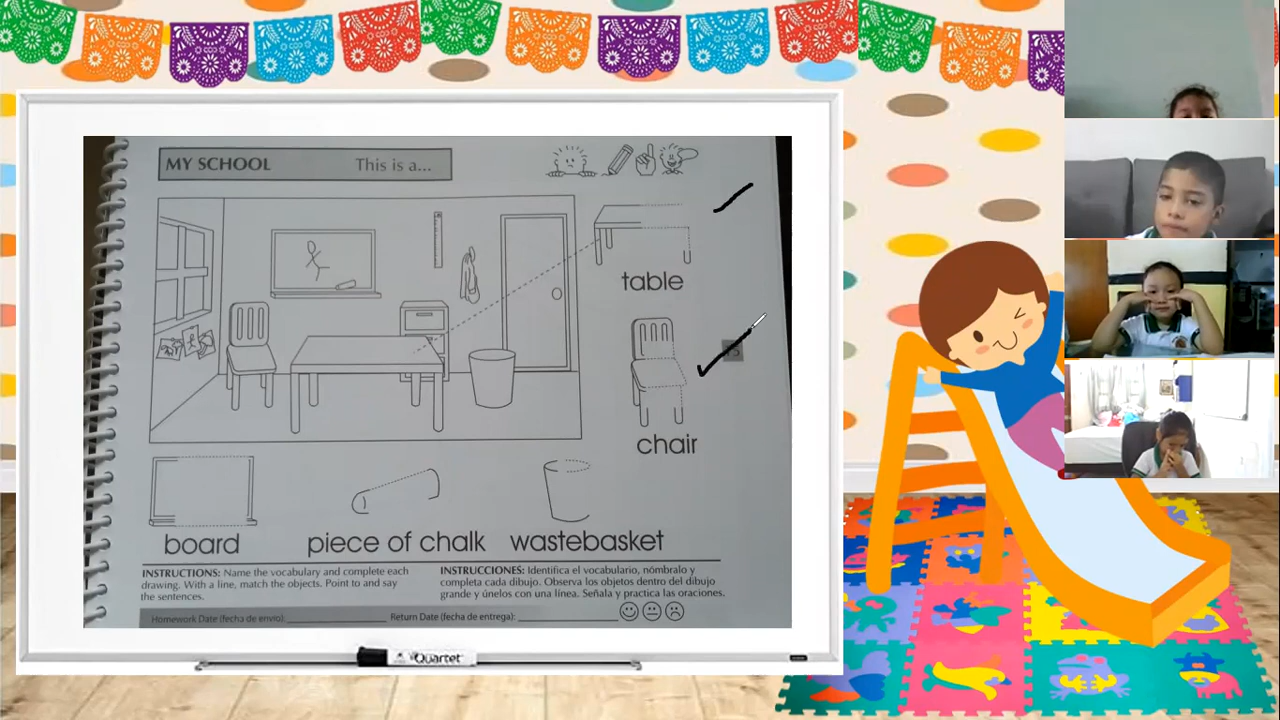 MY SCHOOL This is a...
table
chair
board piece of chalk wastebasket
INSTRUCTIONS: Name the vocabulary and complete each
drawing. With a line, match the objects. Point to and say
the sentences.
INSTRUCCIONES: Identifica el vocabulario, nómbralo y
completa cada dibujo. Observa los objetos dentro del dibujo
grande y únelos con una línea. Señala y practica las oraciones.
Homework Date (fecha de envío): Return Date (fecha de entrega):
Quartet